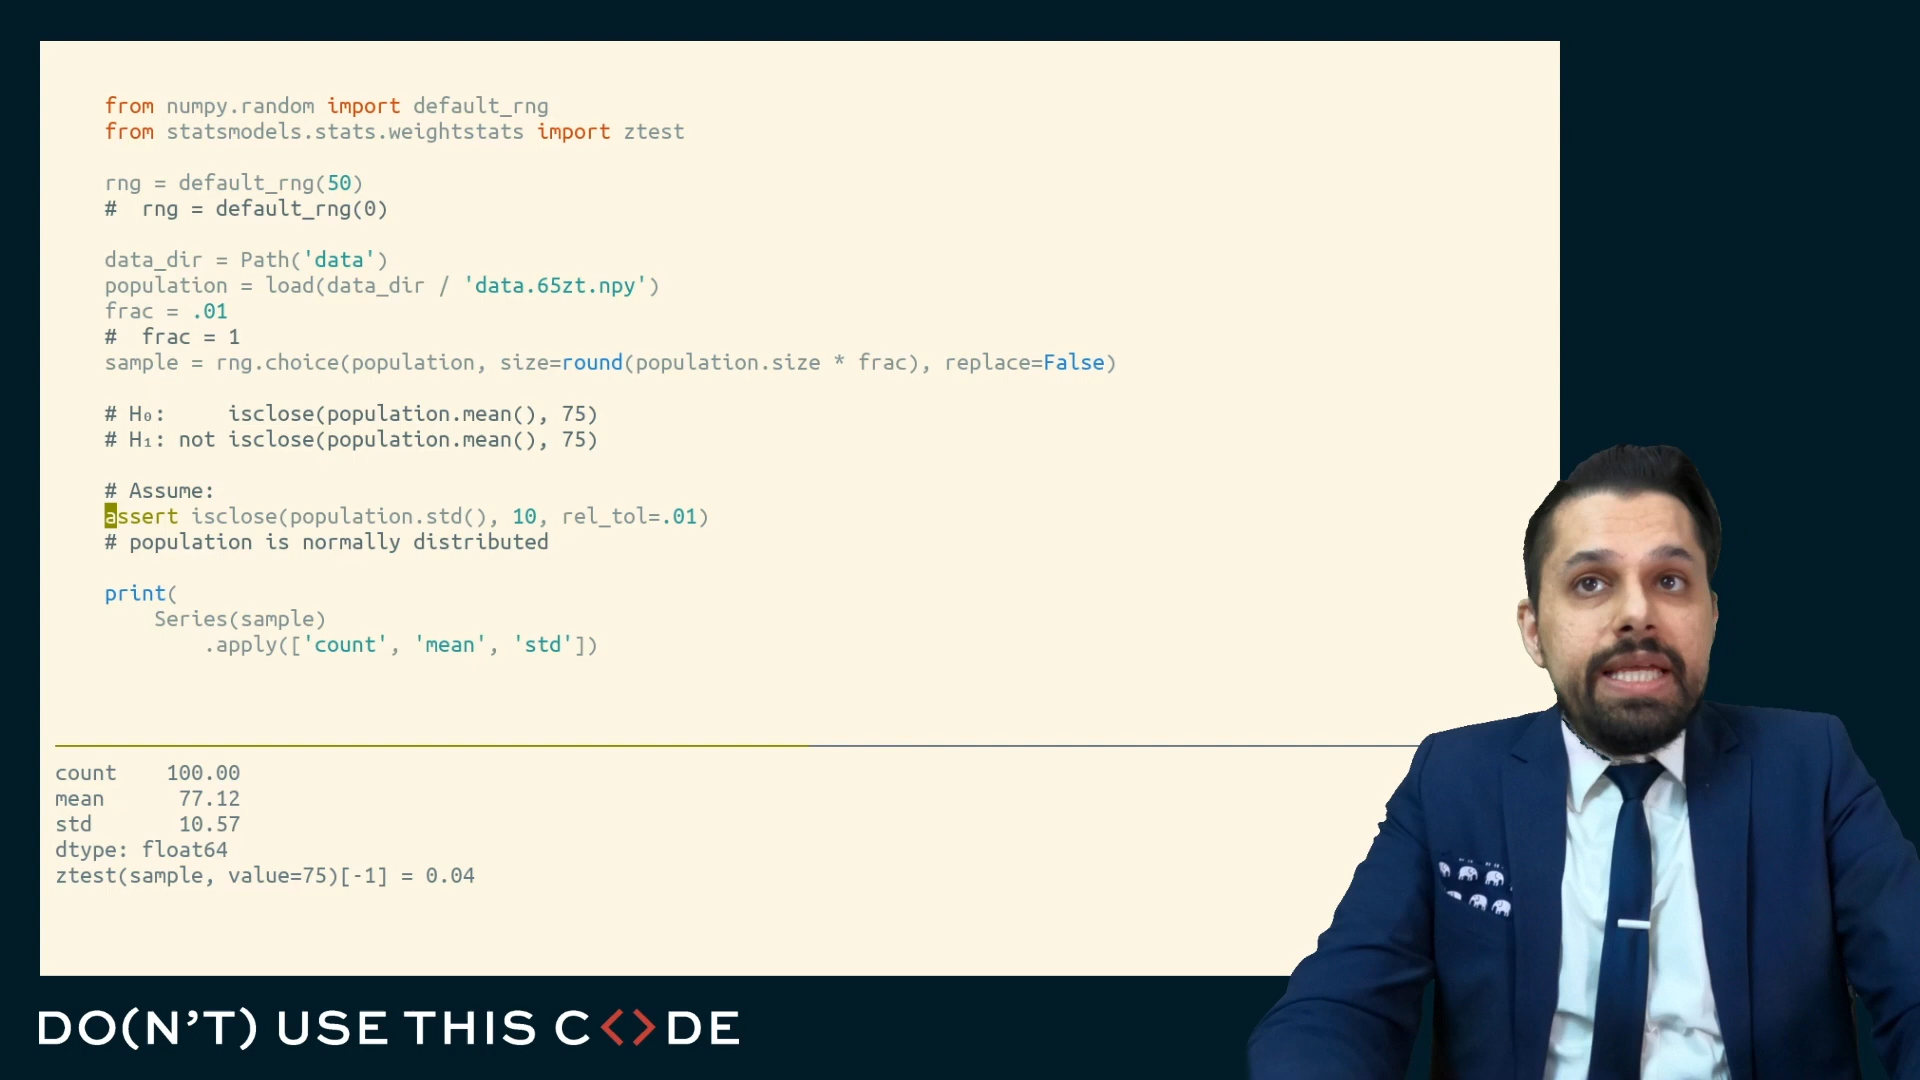 from numpy.random import default_rng
from statsmodels.stats.weightstats import ztest
rng = default_rng(50)
#  rng = default_rng(0)
data_dir = Path('data')
population = load(data_dir / 'data.65zt.npy')
frac = .01
#  frac = 1
sample = rng.choice(population, size=round(population.size * frac), replace=False)
# H₀:     isclose(population.mean(), 75)
# H₁: not isclose(population.mean(), 75)
# Assume:
assert isclose(population.std(), 10, rel_tol=.01)
# population is normally distributed
print(
    Series(sample)
        .apply(['count', 'mean', 'std'])
count    100.00
mean      77.12
std       10.57
dtype: float64
ztest(sample, value=75)[-1] = 0.04
DO(N’T) USE THIS C<>DE